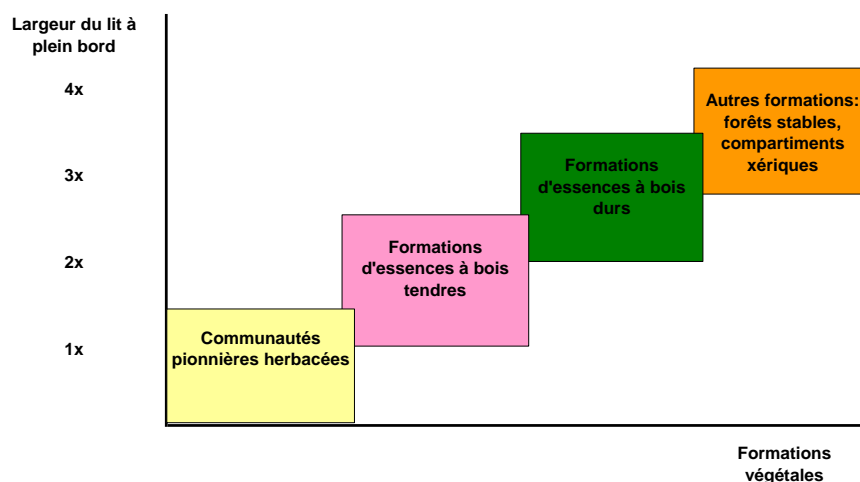 Largeur du lit à
plein bord
4x
3x
2x
1x
Autres formations:
forêts stables,
compartiments
xériques
Formations
d'essences à bois
durs
Formations
d'essences à bois
tendres
Communautés
pionnières herbacées
Formations
végétales